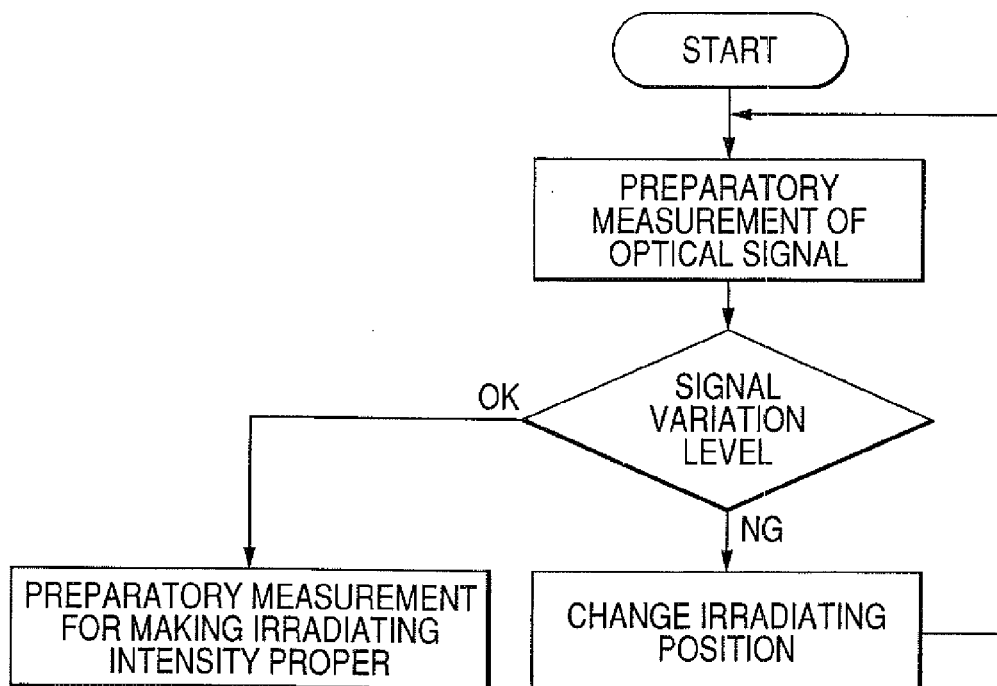 START
PREPARATORY
MEASUREMENT OF
OPTICAL SIGNAL
SIGNAL
VARIATION
LEVEL
OK
NG
PREPARATORY MEASUREMENT
FOR MAKING IRRADIATING
INTENSITY PROPER
CHANGE IRRADIATING
POSITION